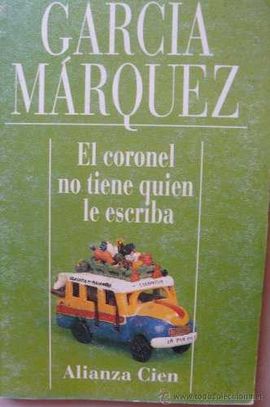 GARCIA
MÁRQUEZ
El coronel
no tiene quien
le escriba
Alianza Cien